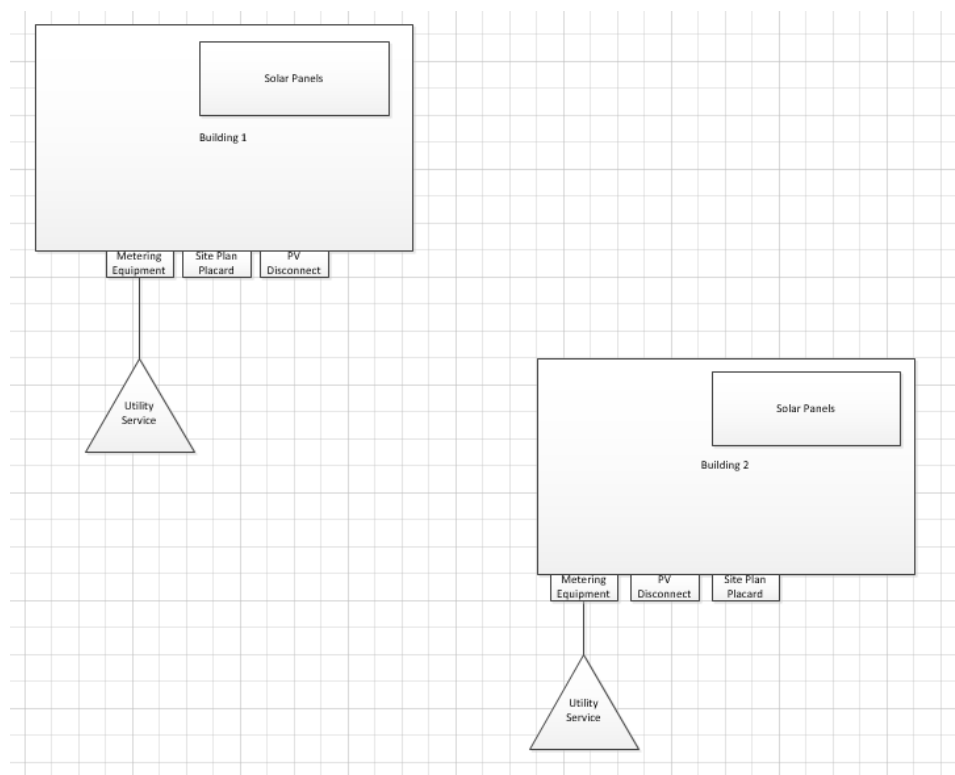 Solar Panels
Building 1
Metering
Equipment
Site Plan
Placard
PV
Disconnect
Utility
Service
Solar Panels
Building 2
Metering
Equipment
PV
Disconnect
Site Plan
Placard
Utility
Service